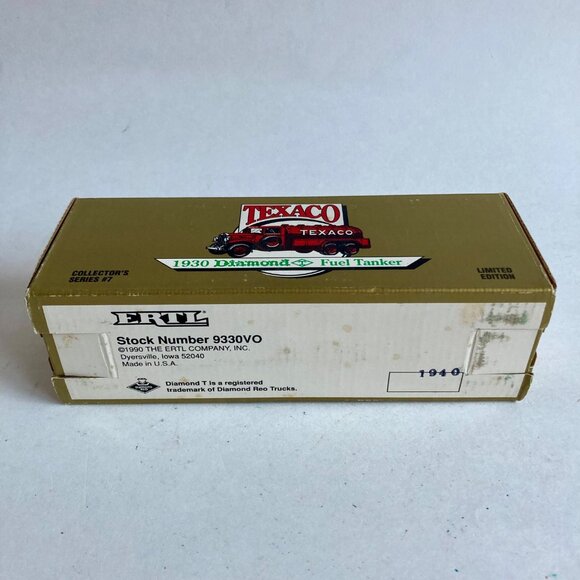 TEXACO
TEXACO
1930 Diamond T Fuel Tanker
COLLECTOR'S
SERIES #7
LIMITED
EDITION
ERTL
Stock Number 9330VO
©1990 THE ERTL COMPANY, INC.
Dyersville, Iowa 52040
Made in U.S.A.
Diamond T is a registered
trademark of Diamond Reo Trucks.
1940